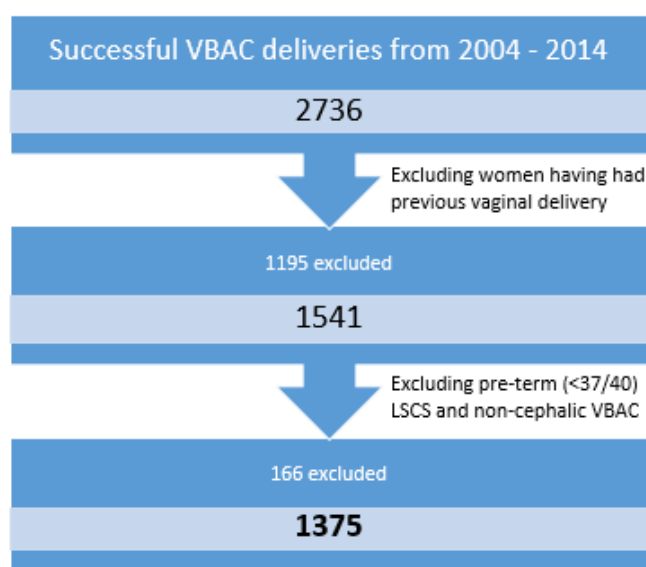 Successful VBAC deliveries from 2004 - 2014
2736
Excluding women having had
previous vaginal delivery
1195 excluded
1541
Excluding pre-term (<37/40)
LSCS and non-cephalic VBAC
166 excluded
1375